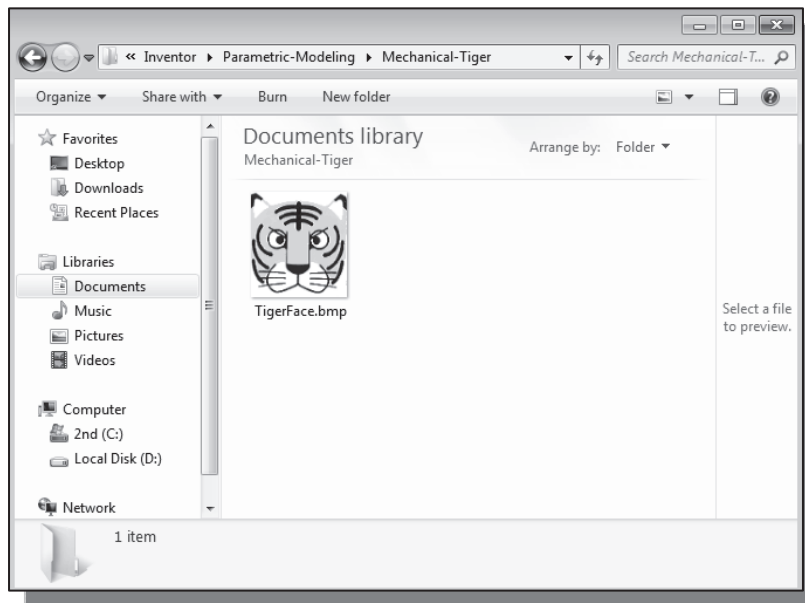 « Inventor ▸ Parametric-Modeling ▸ Mechanical-Tiger
Search Mechanical-T...
Organize ▾ Share with ▾ Burn New folder
Favorites
Desktop
Downloads
Recent Places
Libraries
Documents
Music
Pictures
Videos
Computer
2nd (C:)
Local Disk (D:)
Network
Documents library
Mechanical-Tiger
Arrange by: Folder ▾
TigerFace.bmp
Select a file
to preview.
1 item